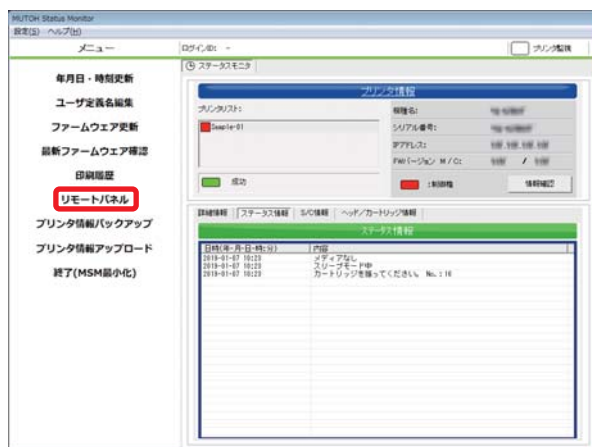 MUTOH Status Monitor
設定(S) ヘルプ(H)
メニュー
ログインID: -
プリンタ監視
ステータスモニタ
年月日・時刻更新
ユーザ定義名編集
ファームウェア更新
最新ファームウェア確認
印刷履歴
リモートパネル
プリンタ情報バックアップ
プリンタ情報アップロード
終了(MSM最小化)
プリンタ情報
プリンタリスト:
Sample-01
機種名:
シリアル番号:
IPアドレス:
FWバージョン M / C:
/
成功
:未接続
情報確認
詳細情報 ステータス情報 S/C情報 ヘッド/カートリッジ情報
ステータス情報
日時(年-月-日-時:分) 内容
2019-01-07 10:23 メディアなし
2019-01-07 10:23 スリープモード中
2019-01-07 10:23 カートリッジを振ってください。 No.:16